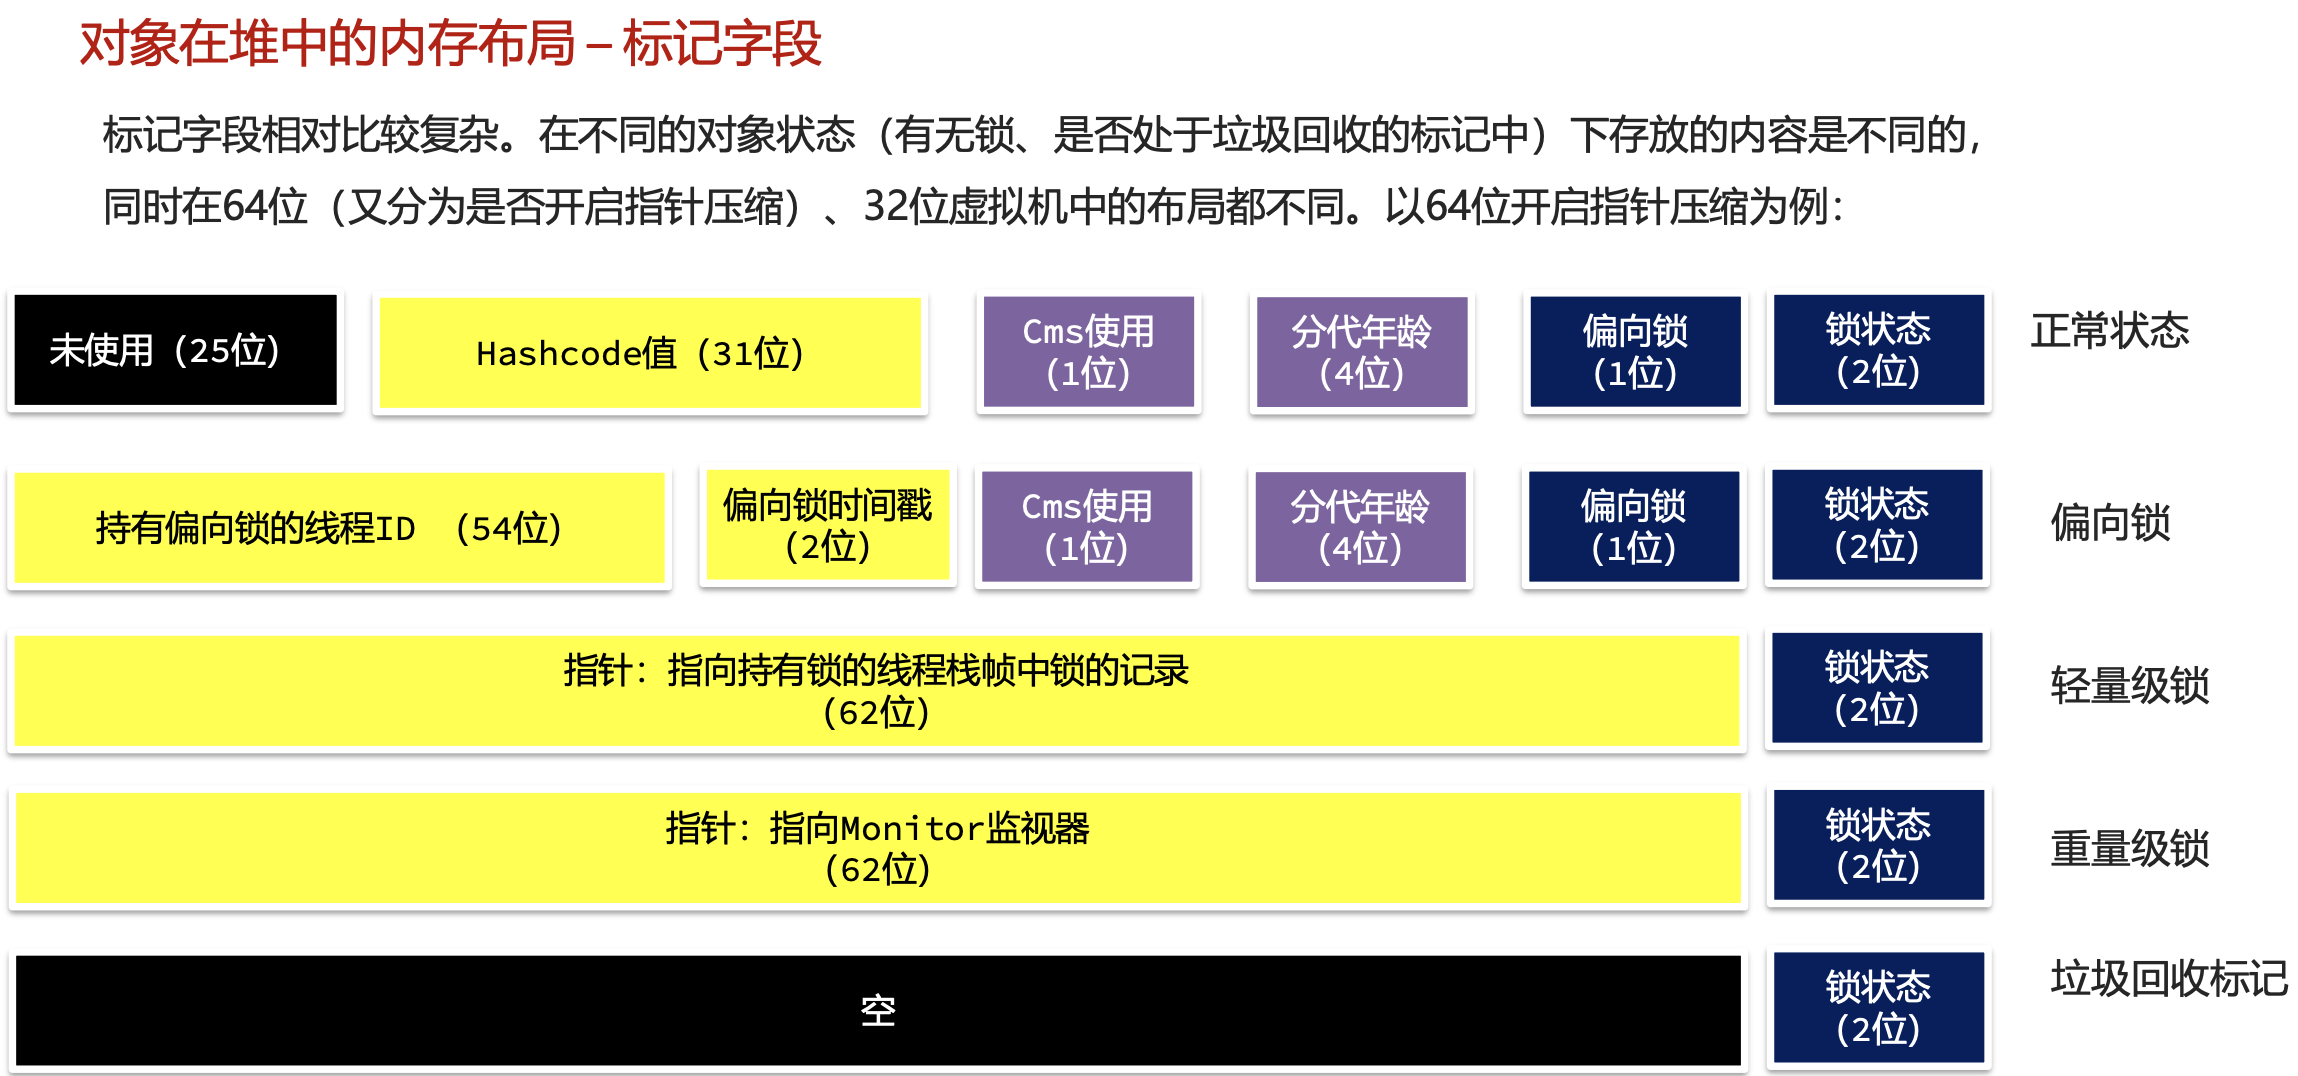 对象在堆中的内存布局 – 标记字段
标记字段相对比较复杂。在不同的对象状态（有无锁、是否处于垃圾回收的标记中）下存放的内容是不同的，
同时在64位（又分为是否开启指针压缩）、32位虚拟机中的布局都不同。以64位开启指针压缩为例：
未使用（25位）
Hashcode值（31位）
Cms使用
（1位）
分代年龄
（4位）
偏向锁
（1位）
锁状态
（2位）
正常状态
持有偏向锁的线程ID （54位）
偏向锁时间戳
（2位）
Cms使用
（1位）
分代年龄
（4位）
偏向锁
（1位）
锁状态
（2位）
偏向锁
指针：指向持有锁的线程栈帧中锁的记录
（62位）
锁状态
（2位）
轻量级锁
指针：指向Monitor监视器
（62位）
锁状态
（2位）
重量级锁
空
锁状态
（2位）
垃圾回收标记